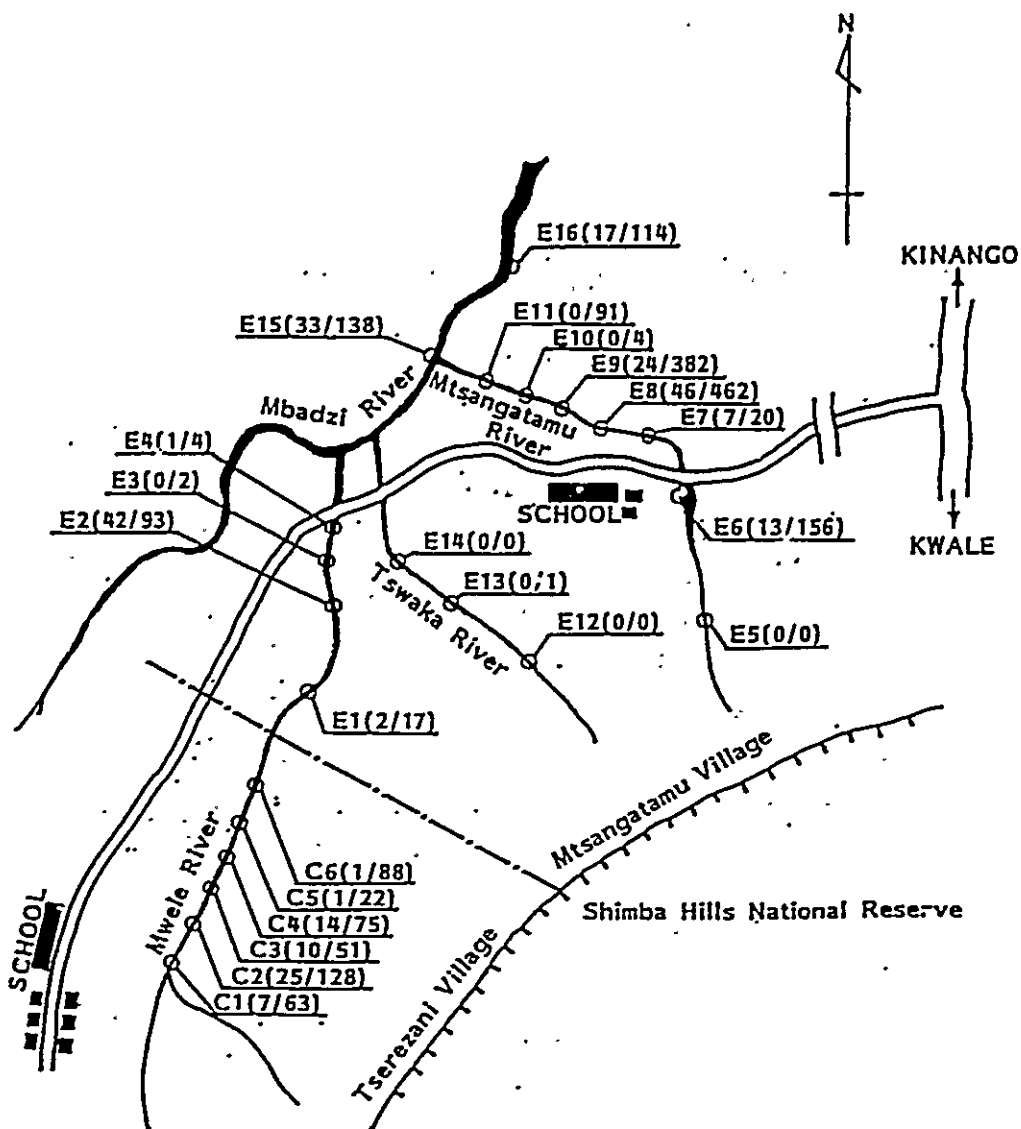 N
E16(17/114)
KINANGO
E11(0/91)
E15(33/138)
E10(0/4)
E9(24/382)
E8(46/462)
E7(7/20)
Mbadzi River
Mtsangatamu
River
E4(1/4)
E3(0/2)
E2(42/93)
SCHOOL
E6(13/156)
KWALE
E14(0/0)
E13(0;1)
Tswaka River
E12(0/0)
E5(0/0)
E1(2/17)
Mtsangatamu Village
Mwele River
C6(1/88)
C5(1/22)
C4(14/75)
C3(10/51)
C2(25/128)
C1(7/63)
Shimba Hills National Reserve
SCHOOL
Tserezani Village